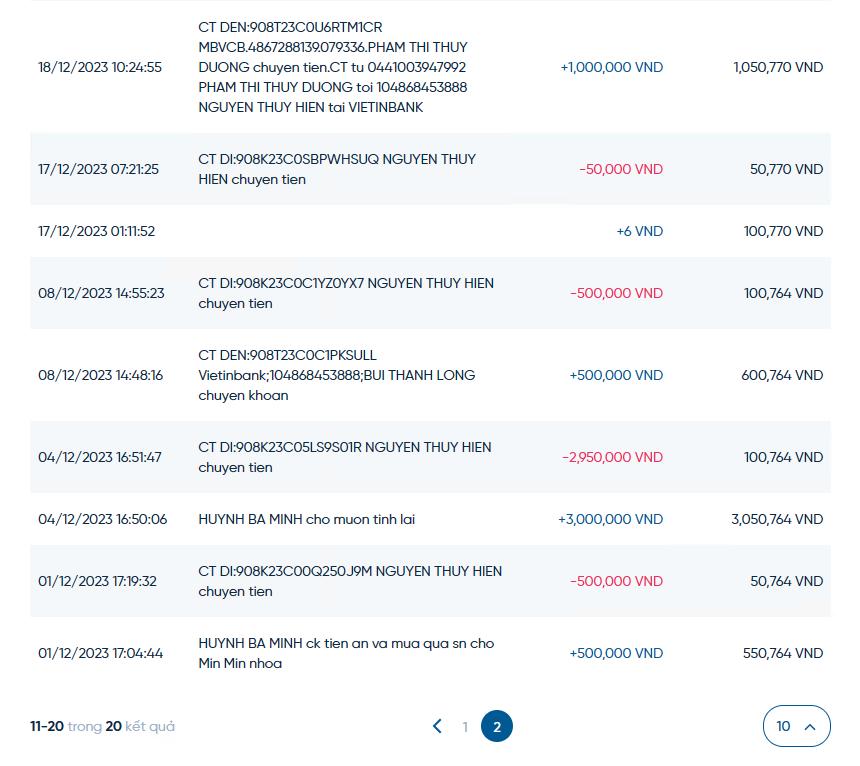 CT DEN:908T23C0U6RTM1CR
MBVCB.4867288139.079336.PHAM THI THUY
18/12/2023 10:24:55 DUONG chuyen tien.CT tu 0441003947992 +1,000,000 VND 1,050,770 VND
PHAM THI THUY DUONG toi 104868453888
NGUYEN THUY HIEN tai VIETINBANK
17/12/2023 07:21:25 CT DI:908K23C0SBPWHSUQ NGUYEN THUY -50,000 VND 50,770 VND
HIEN chuyen tien
17/12/2023 01:11:52 +6 VND 100,770 VND
08/12/2023 14:55:23 CT DI:908K23C0C1YZ0YX7 NGUYEN THUY HIEN -500,000 VND 100,764 VND
chuyen tien
CT DEN:908T23C0C1PKSULL
08/12/2023 14:48:16 Vietinbank;104868453888;BUI THANH LONG +500,000 VND 600,764 VND
chuyen khoan
04/12/2023 16:51:47 CT DI:908K23C05LS9S01R NGUYEN THUY HIEN -2,950,000 VND 100,764 VND
chuyen tien
04/12/2023 16:50:06 HUYNH BA MINH cho muon tinh lai +3,000,000 VND 3,050,764 VND
01/12/2023 17:19:32 CT DI:908K23C00Q250J9M NGUYEN THUY HIEN -500,000 VND 50,764 VND
chuyen tien
01/12/2023 17:04:44 HUYNH BA MINH ck tien an va mua qua sn cho +500,000 VND 550,764 VND
Min Min nhoa
11-20 trong 20 kết quả 1 2 10